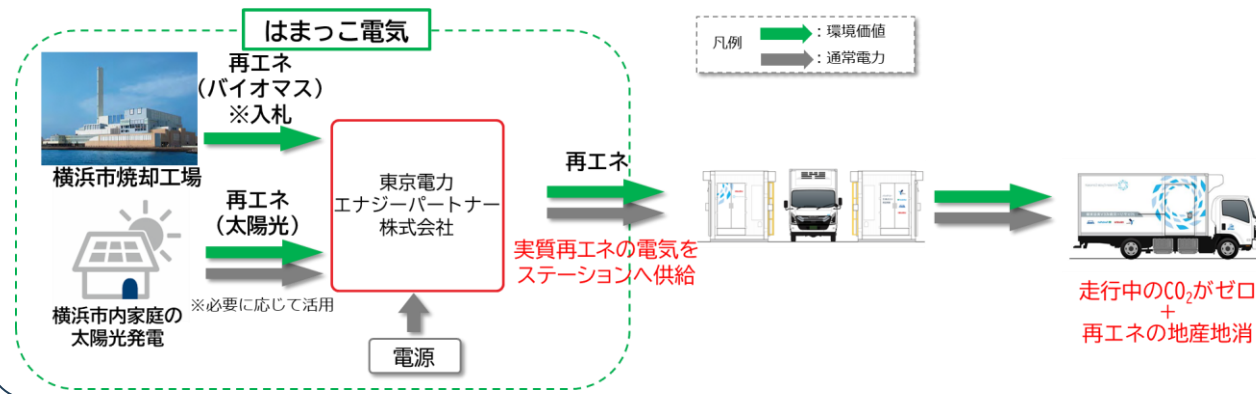 はまっこ電気
再エネ
(バイオマス)
※入札
横浜市焼却工場
再エネ
(太陽光)
※必要に応じて活用
横浜市内家庭の
太陽光発電
東京電力
エナジーパートナー
株式会社
電源
再エネ
実質再エネの電気を
ステーションへ供給
凡例
：環境価値
：通常電力
走行中のCO₂がゼロ
+
再エネの地産地消